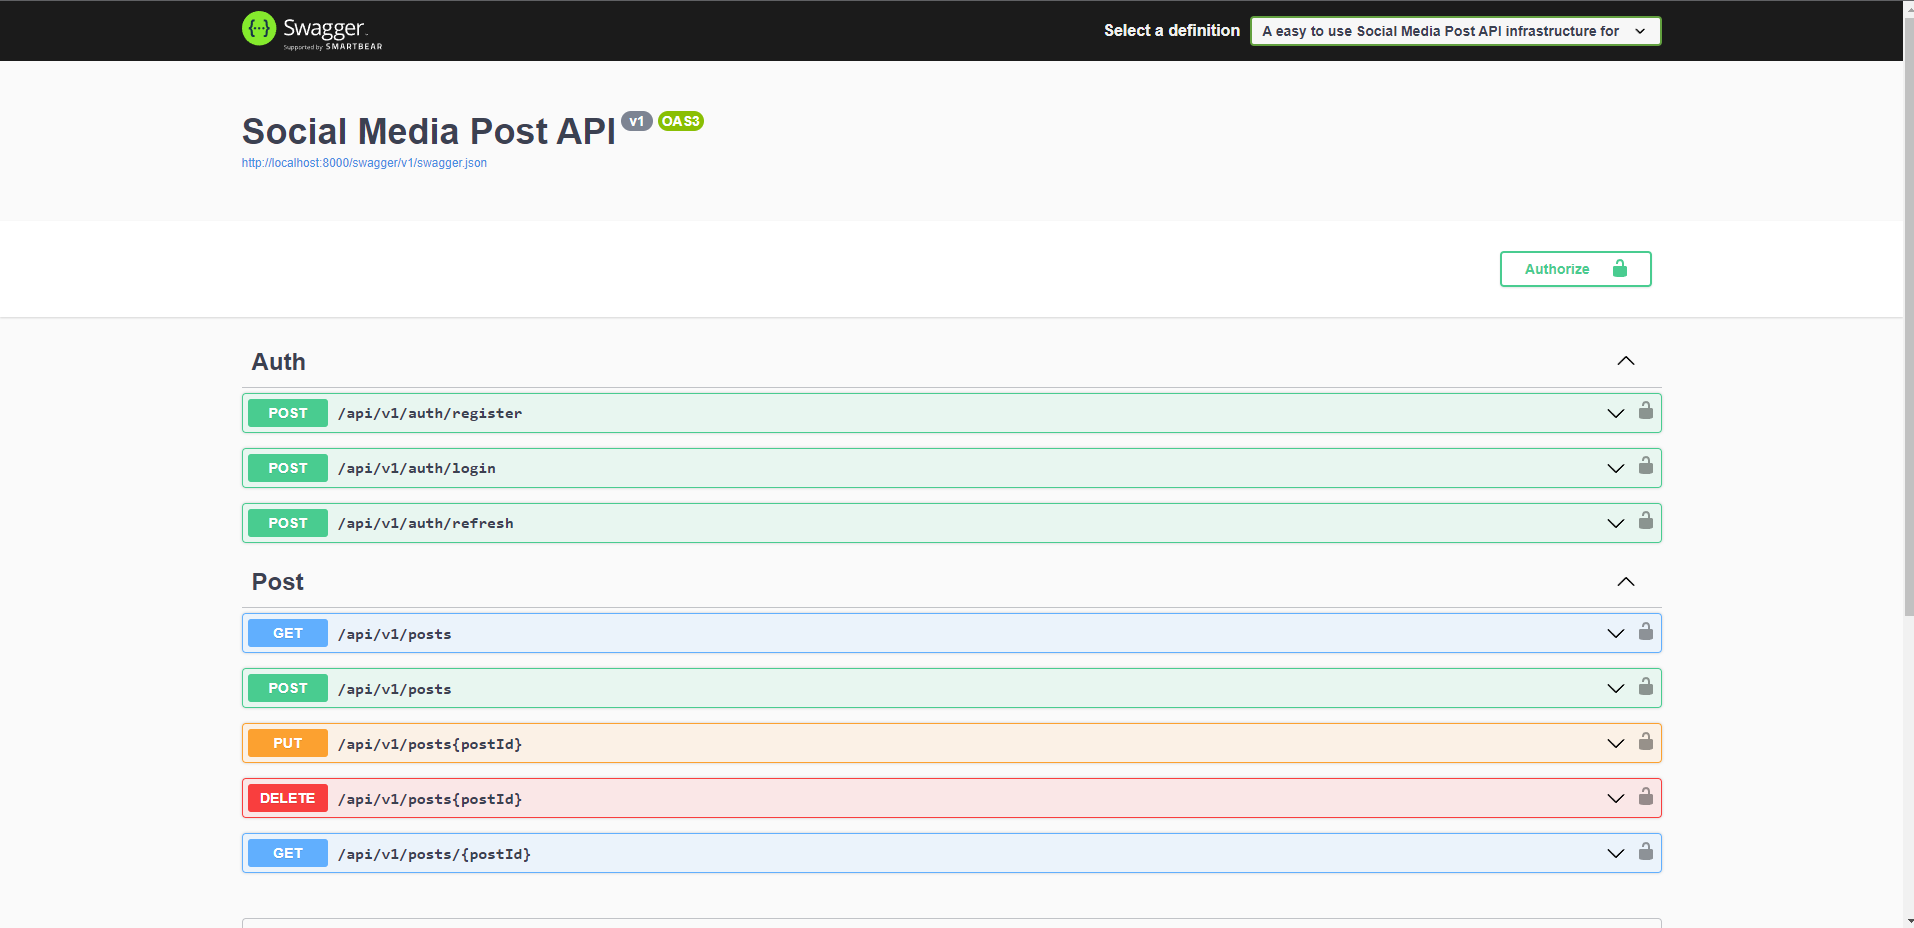 Swagger
Supported by SMARTBEAR
Select a definition
A easy to use Social Media Post API infrastructure for
Social Media Post API v1 OAS3
http://localhost:8000/swagger/v1/swagger.json
Authorize
Auth
POST /api/v1/auth/register
POST /api/v1/auth/login
POST /api/v1/auth/refresh
Post
GET /api/v1/posts
POST /api/v1/posts
PUT /api/v1/posts{postId}
DELETE /api/v1/posts{postId}
GET /api/v1/posts/{postId}